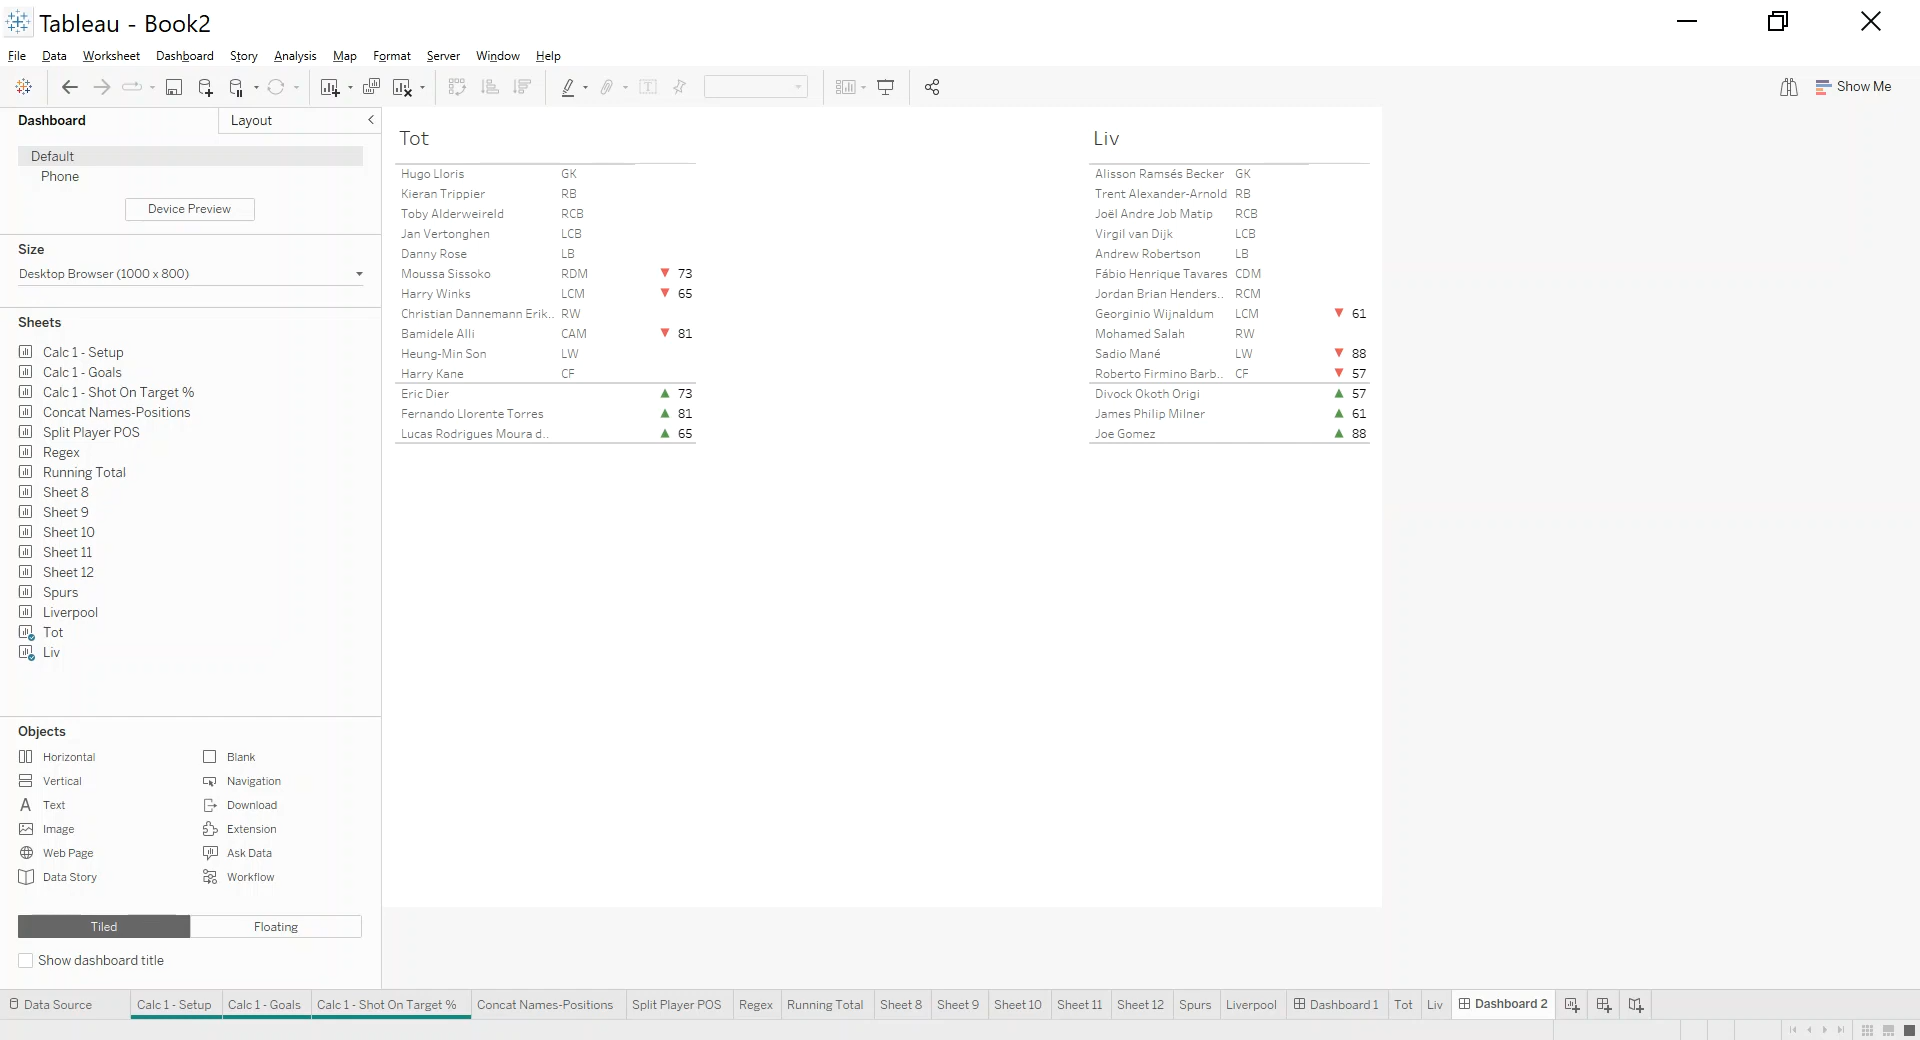 Tableau - Book2
File Data Worksheet Dashboard Story Analysis Map Format Server Window Help
Show Me
Dashboard
Layout
Default
Phone
Device Preview
Size
Desktop Browser (1000 x 800)
Sheets
Calc 1 - Setup
Calc 1 - Goals
Calc 1 - Shot On Target %
Concat Names-Positions
Split Player POS
Regex
Running Total
Sheet 8
Sheet 9
Sheet 10
Sheet 11
Sheet 12
Spurs
Liverpool
Tot
Liv
Objects
Horizontal Blank
Vertical Navigation
Text Download
Image Extension
Web Page Ask Data
Data Story Workflow
Tiled Floating
Show dashboard title
Tot
Hugo Lloris GK
Kieran Trippier RB
Toby Alderweireld RCB
Jan Vertonghen LCB
Danny Rose LB
Moussa Sissoko RDM ▼ 73
Harry Winks LCM ▼ 65
Christian Dannemann Erik.. RW
Bamidele Alli CAM ▼ 81
Heung-Min Son LW
Harry Kane CF
Eric Dier ▲ 73
Fernando Llorente Torres ▲ 81
Lucas Rodrigues Moura d.. ▲ 65
Liv
Alisson Ramsés Becker GK
Trent Alexander-Arnold RB
Joël Andre Job Matip RCB
Virgil van Dijk LCB
Andrew Robertson LB
Fábio Henrique Tavares CDM
Jordan Brian Henders.. RCM
Georginio Wijnaldum LCM ▼ 61
Mohamed Salah RW
Sadio Mané LW ▼ 88
Roberto Firmino Barb.. CF ▼ 57
Divock Okoth Origi ▲ 57
James Philip Milner ▲ 61
Joe Gomez ▲ 88
Data Source Calc 1 - Setup Calc 1 - Goals Calc 1 - Shot On Target % Concat Names-Positions Split Player POS Regex Running Total Sheet 8 Sheet 9 Sheet 10 Sheet 11 Sheet 12 Spurs Liverpool Dashboard 1 Tot Liv Dashboard 2